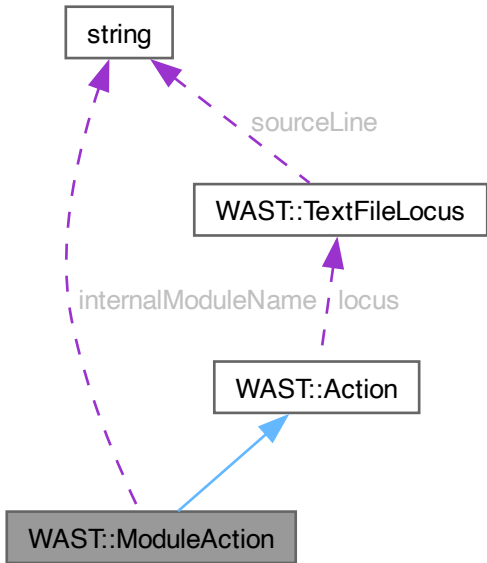 string
sourceLine
WAST::TextFileLocus
internalModuleName
locus
WAST::Action
WAST::ModuleAction